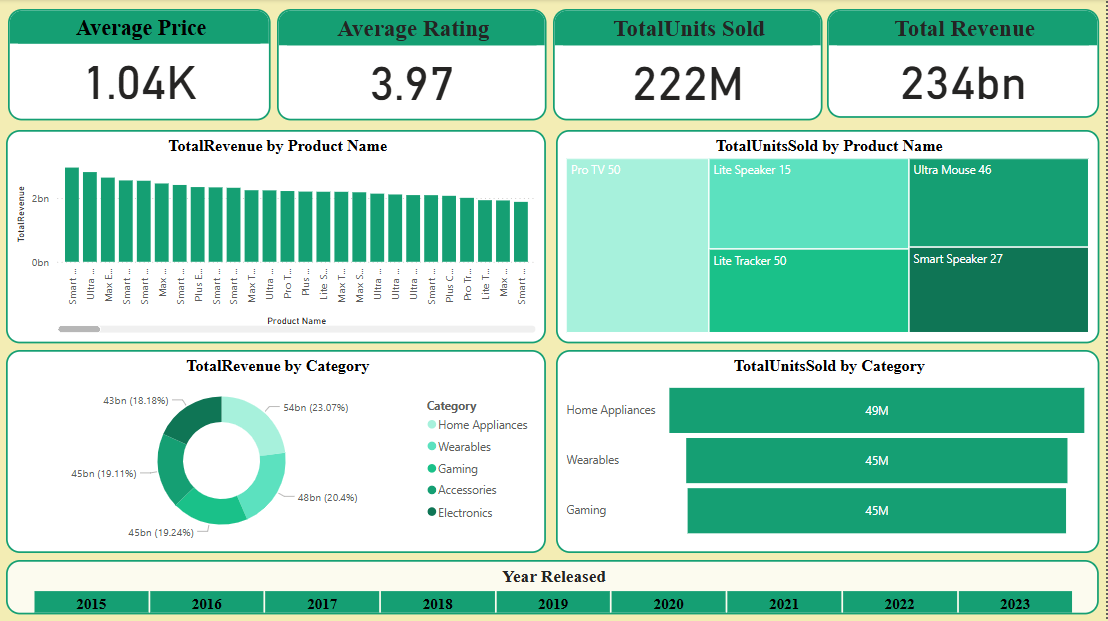 Average Price
1.04K
Average Rating
3.97
TotalUnits Sold
222M
Total Revenue
234bn
TotalRevenue by Product Name
TotalRevenue
2bn
0bn
Smart ...
Ultra ...
Max E...
Smart ...
Smart ...
Max ...
Smart ...
Plus E...
Smart ...
Smart ...
Max T...
Ultra ...
Pro T...
Plus ...
Lite S...
Max T...
Max S...
Ultra ...
Ultra ...
Ultra ...
Smart ...
Plus C...
Pro Tr...
Lite T...
Max ...
Smart ...
Product Name
TotalUnitsSold by Product Name
Pro TV 50
Lite Speaker 15
Ultra Mouse 46
Lite Tracker 50
Smart Speaker 27
TotalRevenue by Category
43bn (18.18%)
54bn (23.07%)
45bn (19.11%)
48bn (20.4%)
45bn (19.24%)
Category
Home Appliances
Wearables
Gaming
Accessories
Electronics
TotalUnitsSold by Category
Home Appliances
49M
Wearables
45M
Gaming
45M
Year Released
2015 2016 2017 2018 2019 2020 2021 2022 2023